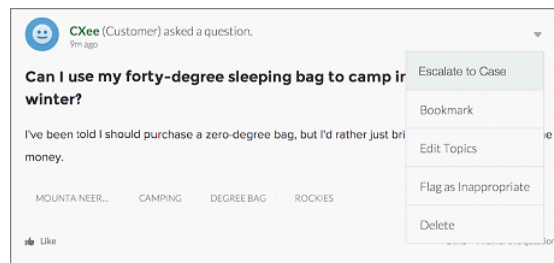 CXee (Customer) asked a question.
9m ago
Can I use my forty-degree sleeping bag to camp in
winter?
I've been told I should purchase a zero-degree bag, but I'd rather just bri
money.
MOUNTA NEER...
CAMPING
DEGREE BAG
ROCKIES
Like
Escalate to Case
Bookmark
Edit Topics
Flag as Inappropriate
Delete